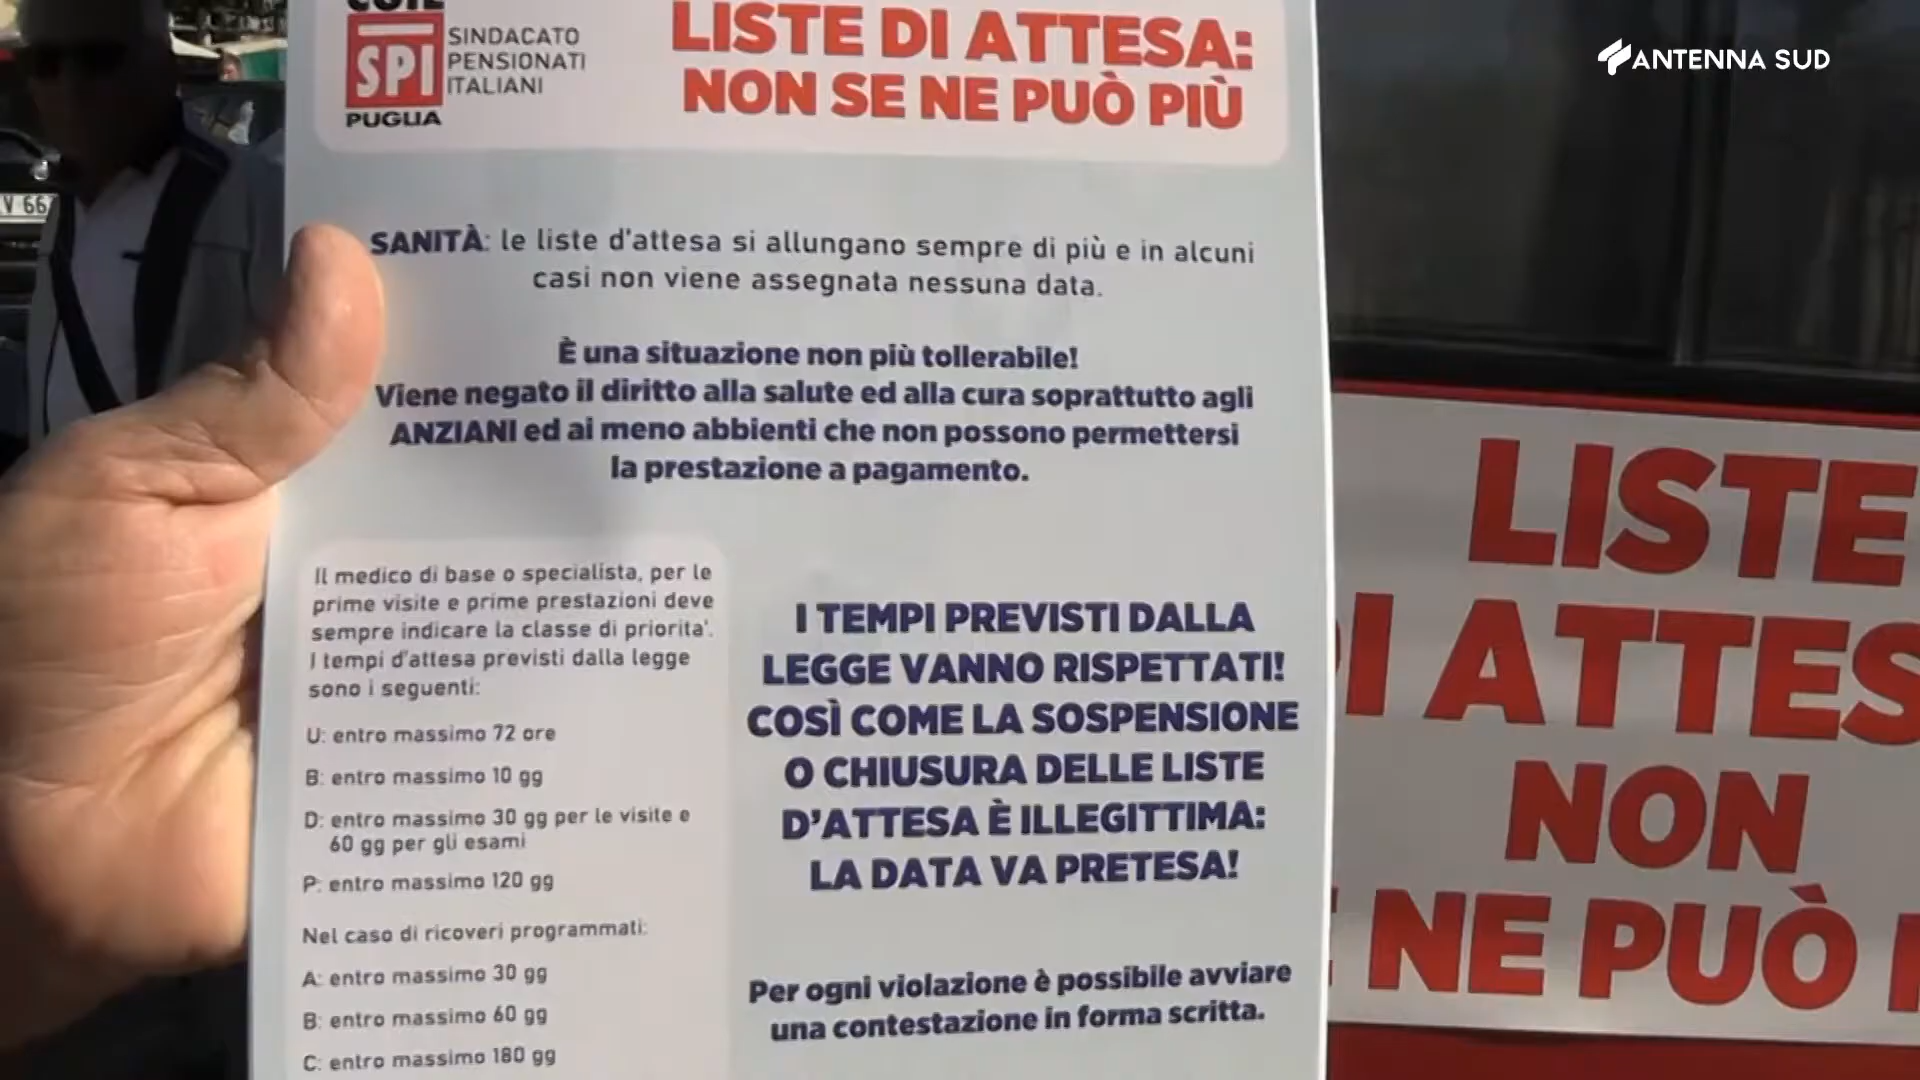 CGIL
SPI
SINDACATO
PENSIONATI
ITALIANI
PUGLIA
LISTE DI ATTESA:
NON SE NE PUÒ PIÙ
ANTENNA SUD
V 66
SANITÀ: le liste d'attesa si allungano sempre di più e in alcuni
casi non viene assegnata nessuna data.
È una situazione non più tollerabile!
Viene negato il diritto alla salute ed alla cura soprattutto agli
ANZIANI ed ai meno abbienti che non possono permettersi
la prestazione a pagamento.
Il medico di base o specialista, per le
prime visite e prime prestazioni deve
sempre indicare la classe di priorita'.
I tempi d'attesa previsti dalla legge
sono i seguenti:
U: entro massimo 72 ore
B: entro massimo 10 gg
D: entro massimo 30 gg per le visite e
60 gg per gli esami
P: entro massimo 120 gg
Nel caso di ricoveri programmati:
A: entro massimo 30 gg
B: entro massimo 60 gg
C: entro massimo 180 gg
I TEMPI PREVISTI DALLA
LEGGE VANNO RISPETTATI!
COSÌ COME LA SOSPENSIONE
O CHIUSURA DELLE LISTE
D'ATTESA È ILLEGITTIMA:
LA DATA VA PRETESA!
Per ogni violazione è possibile avviare
una contestazione in forma scritta.
LISTE
DI ATTES
NON
NE PUÒ